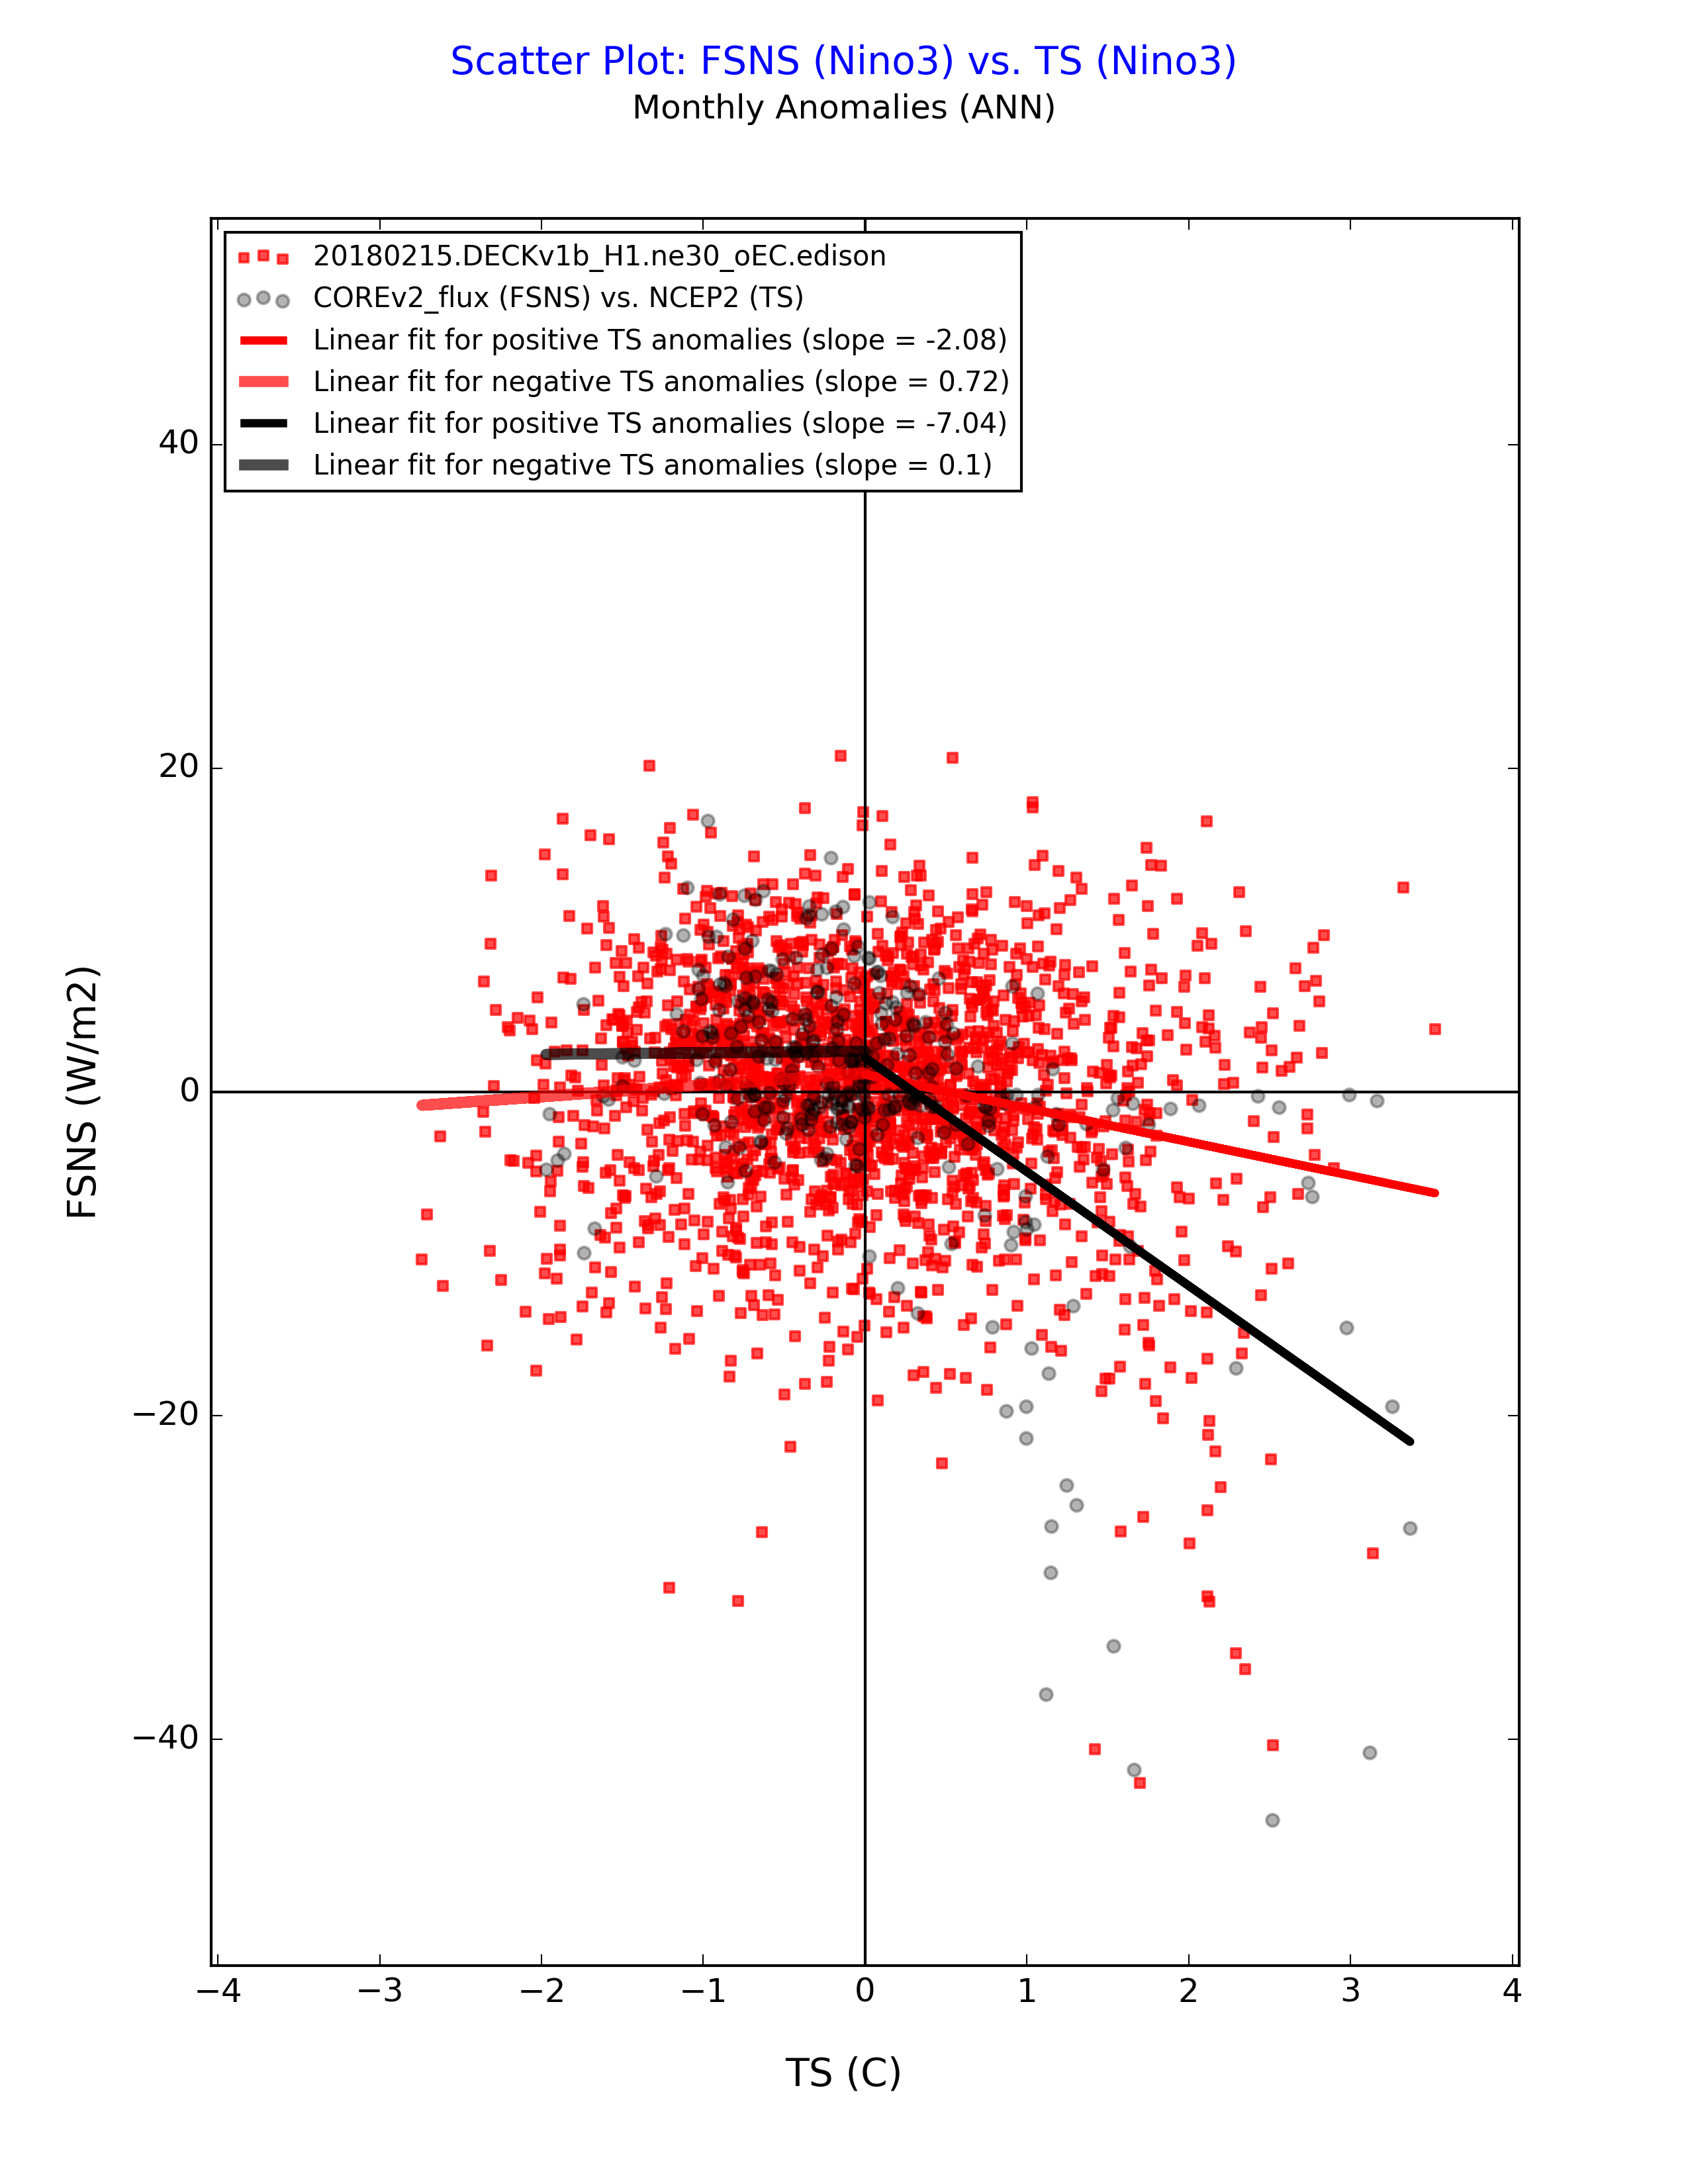 Scatter Plot: FSNS (Nino3) vs. TS (Nino3)
Monthly Anomalies (ANN)
20180215.DECKv1b_H1.ne30_oEC.edison
COREv2_flux (FSNS) vs. NCEP2 (TS)
Linear fit for positive TS anomalies (slope = -2.08)
Linear fit for negative TS anomalies (slope = 0.72)
Linear fit for positive TS anomalies (slope = -7.04)
Linear fit for negative TS anomalies (slope = 0.1)
40
20
0
−20
−40
FSNS (W/m2)
−4 −3 −2 −1 0 1 2 3 4
TS (C)